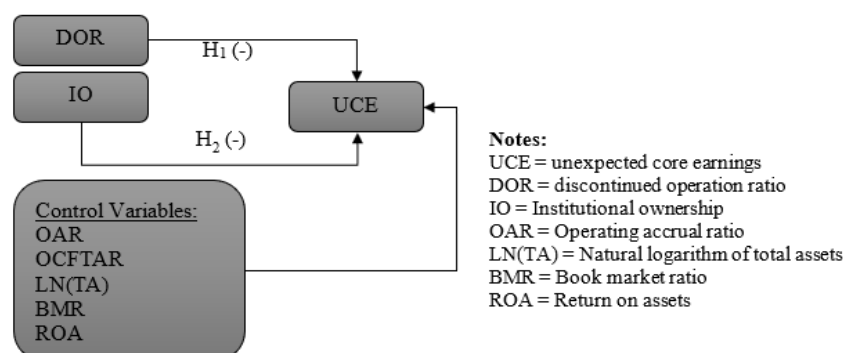 DOR
H1 (-)
IO
UCE
H2 (-)
Control Variables:
OAR
OCFTAR
LN(TA)
BMR
ROA
Notes:
UCE = unexpected core earnings
DOR = discontinued operation ratio
IO = Institutional ownership
OAR = Operating accrual ratio
LN(TA) = Natural logarithm of total assets
BMR = Book market ratio
ROA = Return on assets